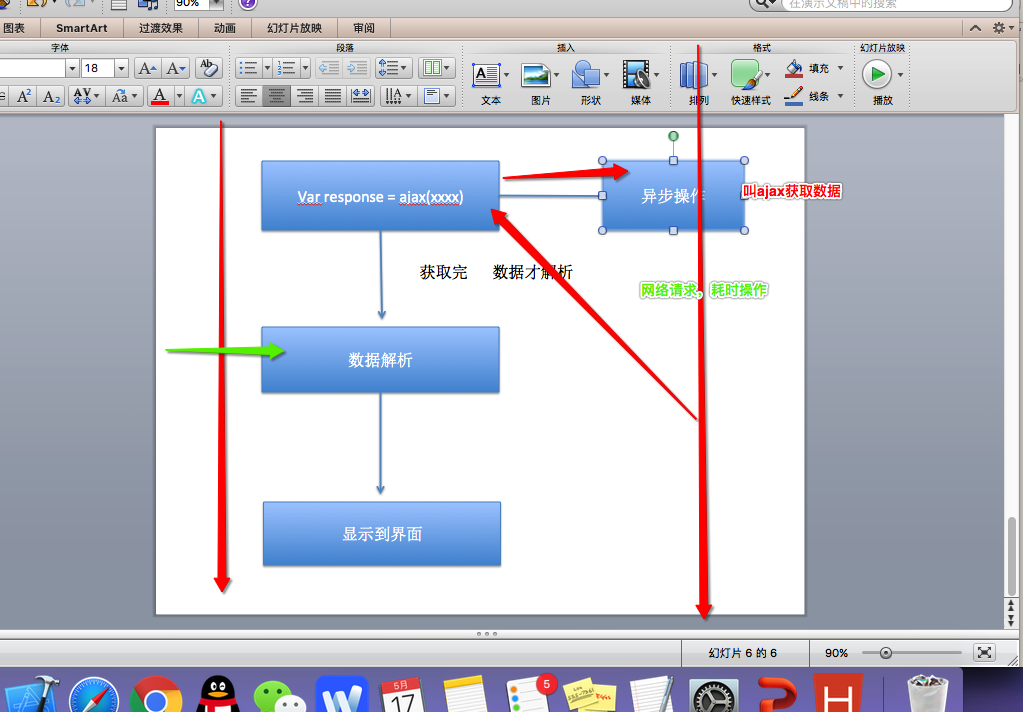 90%
在演示文稿中的搜索
图表 SmartArt 过渡效果 动画 幻灯片放映 审阅
字体 段落 插入 格式 幻灯片放映
18 A A Ab
A² A₂ AV Aa A A
文本 图片 形状 媒体 排列 快速样式 填充 线条 播放
Var response = ajax(xxxx)
异步操作
叫ajax获取数据
获取完 数据才解析
网络请求，耗时操作
数据解析
显示到界面
幻灯片 6 的 6 90%
5月
17
5